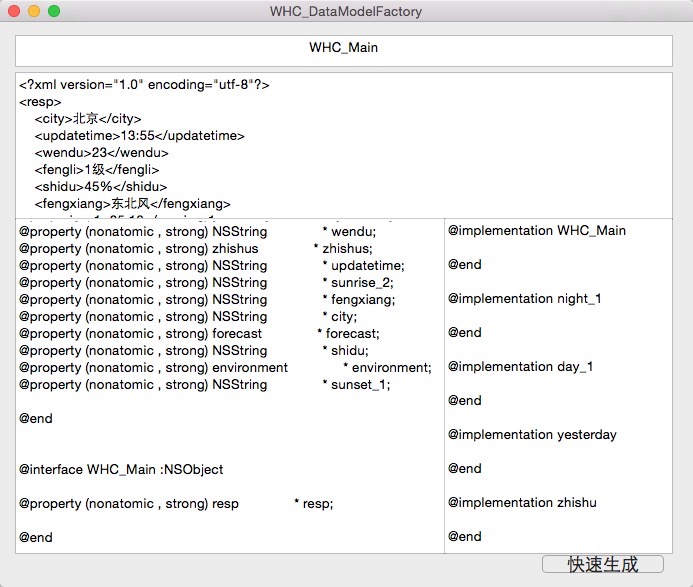 WHC_DataModelFactory
WHC_Main
<?xml version="1.0" encoding="utf-8"?>
<resp>
<city>北京</city>
<updatetime>13:55</updatetime>
<wendu>23</wendu>
<fengli>1级</fengli>
<shidu>45%</shidu>
<fengxiang>东北风</fengxiang>
@property (nonatomic , strong) NSString * wendu;
@property (nonatomic , strong) zhishus * zhishus;
@property (nonatomic , strong) NSString * updatetime;
@property (nonatomic , strong) NSString * sunrise_2;
@property (nonatomic , strong) NSString * fengxiang;
@property (nonatomic , strong) NSString * city;
@property (nonatomic , strong) forecast * forecast;
@property (nonatomic , strong) NSString * shidu;
@property (nonatomic , strong) environment * environment;
@property (nonatomic , strong) NSString * sunset_1;
@end
@interface WHC_Main :NSObject
@property (nonatomic , strong) resp * resp;
@end
@implementation WHC_Main
@end
@implementation night_1
@end
@implementation day_1
@end
@implementation yesterday
@end
@implementation zhishu
@end
快速生成